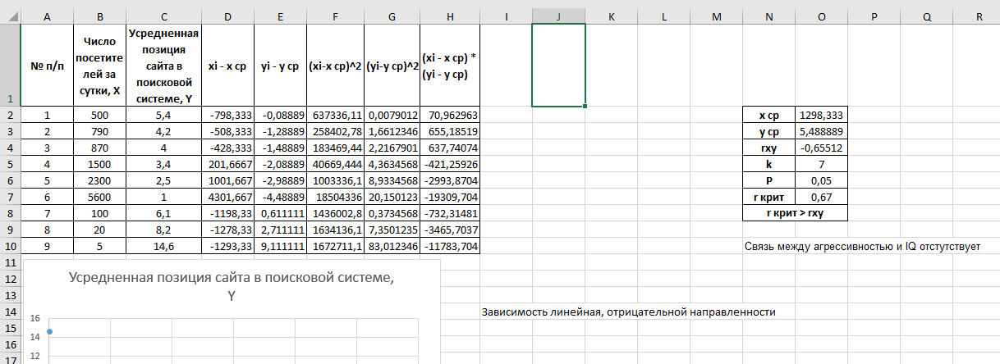 A B C D E F G H I J K L M N O P Q R
1 № п/п Число посетите лей за сутки, X Усредненная позиция сайта в поисковой системе, Y xi - x ср yi - y ср (xi-x ср)^2 (yi-y ср)^2 (xi - x ср) * (yi - y ср)
2 1 500 5,4 -798,333 -0,08889 637336,11 0,0079012 70,962963 x ср 1298,333
3 2 790 4,2 -508,333 -1,28889 258402,78 1,6612346 655,18519 y ср 5,488889
4 3 870 4 -428,333 -1,48889 183469,44 2,2167901 637,74074 rxy -0,65512
5 4 1500 3,4 201,6667 -2,08889 40669,444 4,3634568 -421,25926 k 7
6 5 2300 2,5 1001,667 -2,98889 1003336,1 8,9334568 -2993,8704 P 0,05
7 6 5600 1 4301,667 -4,48889 18504336 20,150123 -19309,704 r крит 0,67
8 7 100 6,1 -1198,33 0,611111 1436002,8 0,3734568 -732,31481 r крит > rxy
9 8 20 8,2 -1278,33 2,711111 1634136,1 7,3501235 -3465,7037
10 9 5 14,6 -1293,33 9,111111 1672711,1 83,012346 -11783,704 Связь между агрессивностью и IQ отстутствует
11
12 Усредненная позиция сайта в поисковой системе,
13 Y
14 Зависимость линейная, отрицательной направленности
15 16
16 14
17 12